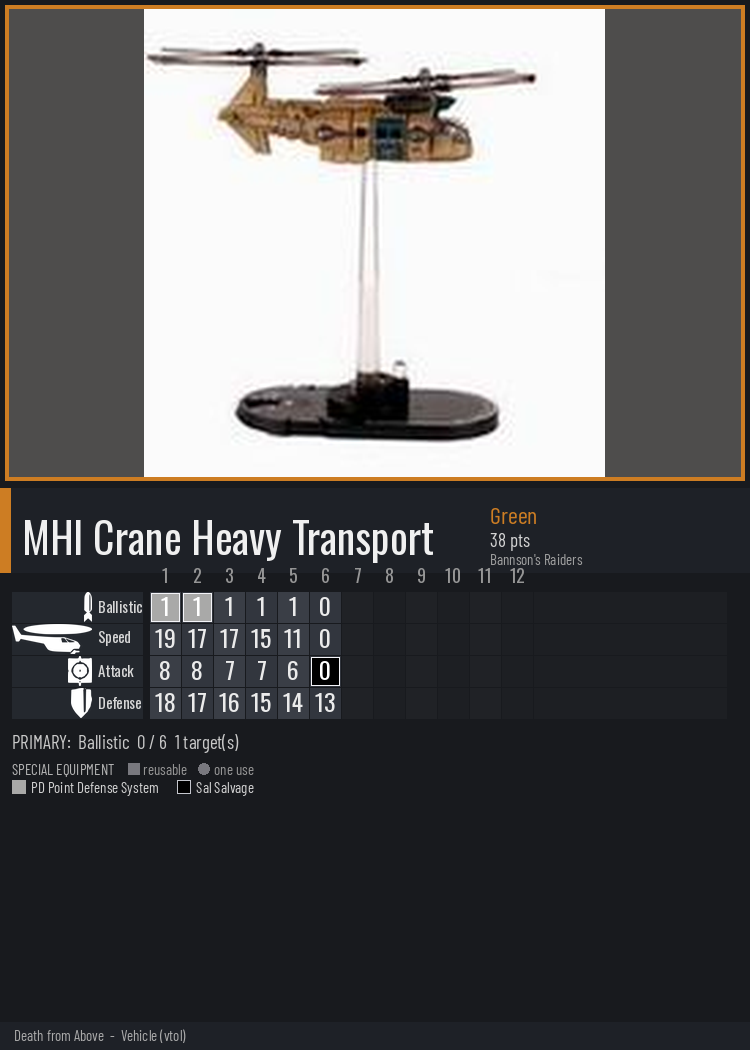 MHI Crane Heavy Transport
Green
38 pts
Bannson's Raiders
1 2 3 4 5 6 7 8 9 10 11 12
Ballistic 1 1 1 1 1 0
Speed 19 17 17 15 11 0
Attack 8 8 7 7 6 0
Defense 18 17 16 15 14 13
PRIMARY: Ballistic 0 / 6 1 target(s)
SPECIAL EQUIPMENT reusable one use
PD Point Defense System Sal Salvage
Death from Above - Vehicle (vtol)